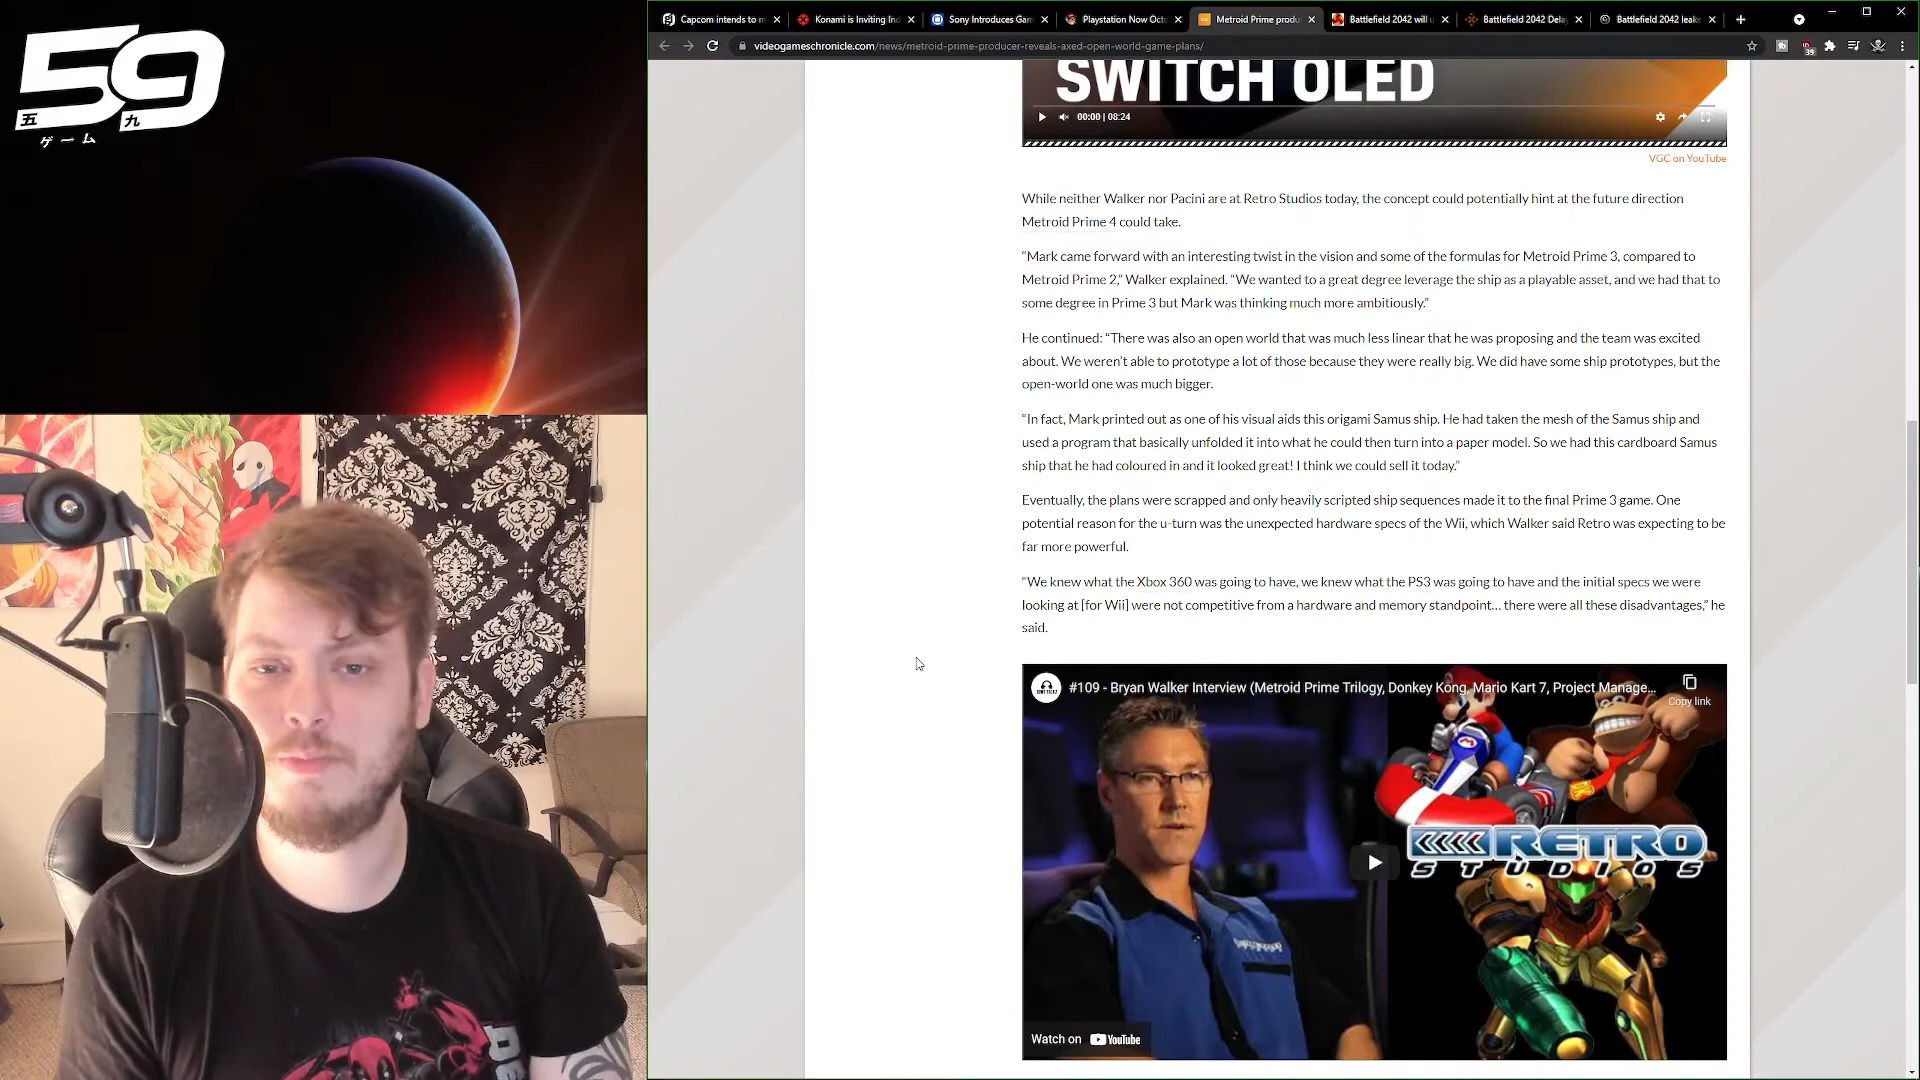 59
五 九
ゲーム
Capcom intends to m
Konami is Inviting Ind
Sony Introduces Gam
Playstation Now Octo
Metroid Prime produ
Battlefield 2042 will u
Battlefield 2042 Dela
Battlefield 2042 leake
videogameschronicle.com/news/metroid-prime-producer-reveals-axed-open-world-game-plans/
39
SWITCH OLED
00:00 | 08:24
VGC on YouTube
While neither Walker nor Pacini are at Retro Studios today, the concept could potentially hint at the future direction
Metroid Prime 4 could take.
“Mark came forward with an interesting twist in the vision and some of the formulas for Metroid Prime 3, compared to
Metroid Prime 2,” Walker explained. “We wanted to a great degree leverage the ship as a playable asset, and we had that to
some degree in Prime 3 but Mark was thinking much more ambitiously.”
He continued: “There was also an open world that was much less linear that he was proposing and the team was excited
about. We weren’t able to prototype a lot of those because they were really big. We did have some ship prototypes, but the
open-world one was much bigger.
“In fact, Mark printed out as one of his visual aids this origami Samus ship. He had taken the mesh of the Samus ship and
used a program that basically unfolded it into what he could then turn into a paper model. So we had this cardboard Samus
ship that he had coloured in and it looked great! I think we could sell it today.”
Eventually, the plans were scrapped and only heavily scripted ship sequences made it to the final Prime 3 game. One
potential reason for the u-turn was the unexpected hardware specs of the Wii, which Walker said Retro was expecting to be
far more powerful.
“We knew what the Xbox 360 was going to have, we knew what the PS3 was going to have and the initial specs we were
looking at [for Wii] were not competitive from a hardware and memory standpoint… there were all these disadvantages,” he
said.
#109 - Bryan Walker Interview (Metroid Prime Trilogy, Donkey Kong, Mario Kart 7, Project Manage...
Copy link
RETRO
STUDIOS
Watch on YouTube